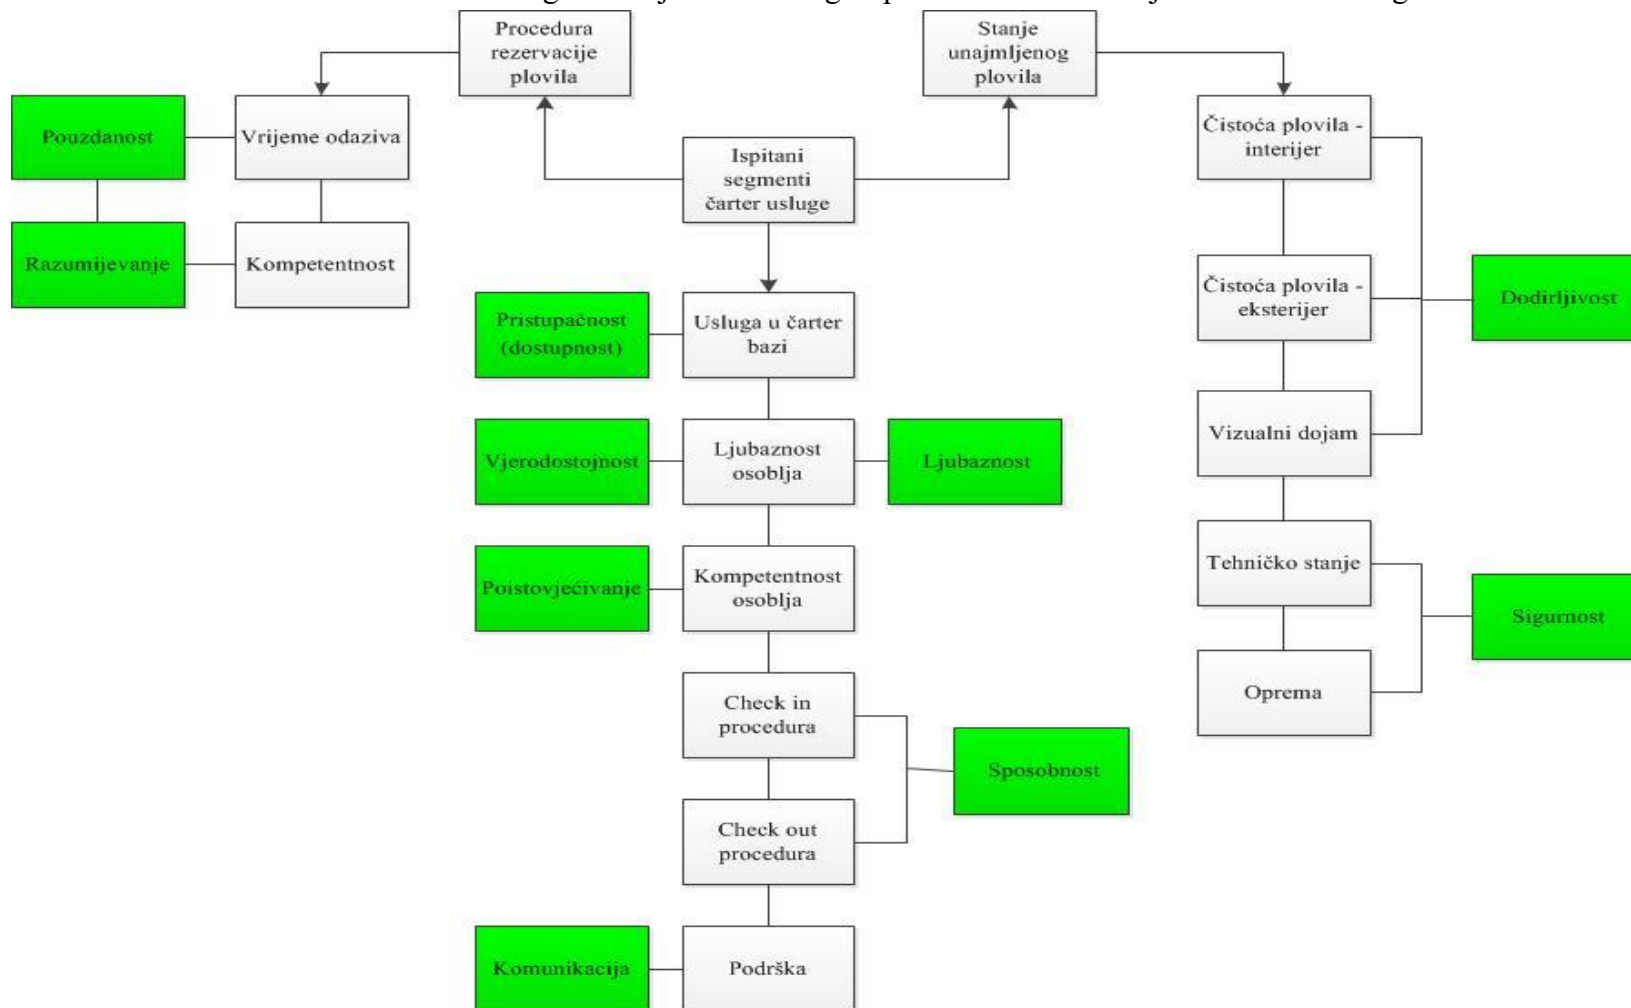 Procedura
rezervacije
plovila
Stanje
unajmljenog
plovila
Pouzdanost
Vrijeme odaziva
Ispitani
segmenti
čarter usluge
Čistoća plovila -
interijer
Razumijevanje
Kompetentnost
Pristupačnost
(dostupnost)
Usluga u čarter
bazi
Čistoća plovila -
eksterijer
Dodirljivost
Vjerodostojnost
Ljubaznost
osoblja
Ljubaznost
Vizualni dojam
Poistovjećivanje
Kompetentnost
osoblja
Tehničko stanje
Sigurnost
Oprema
Check in
procedura
Sposobnost
Check out
procedura
Komunikacija
Podrška